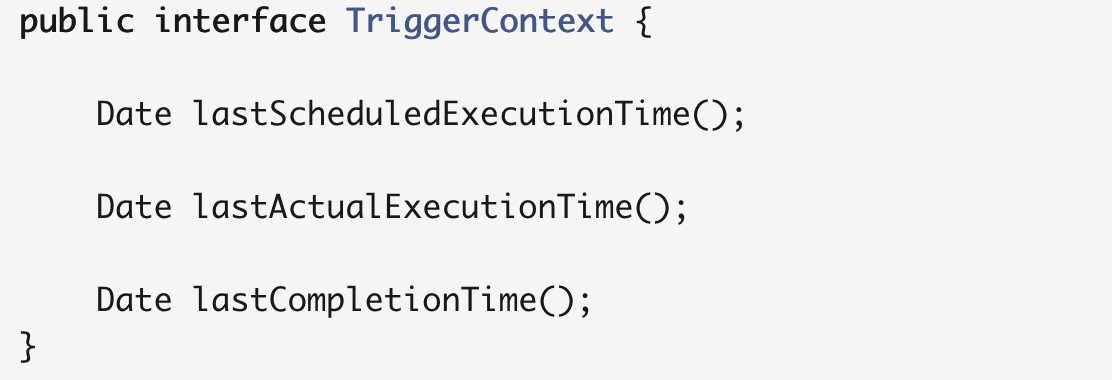 public interface TriggerContext {
    Date lastScheduledExecutionTime();
    Date lastActualExecutionTime();
    Date lastCompletionTime();
}